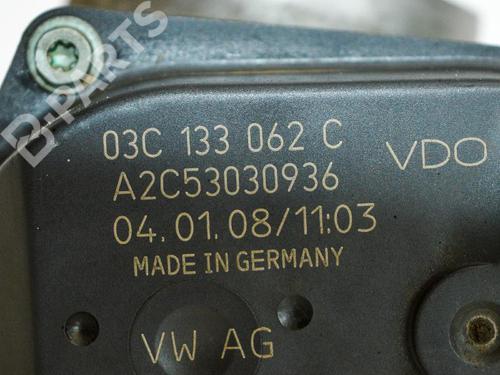 B-PARTS
03C 133 062 C
VDO
A2C53030936
04.01.08/11:03
MADE IN GERMANY
VW AG